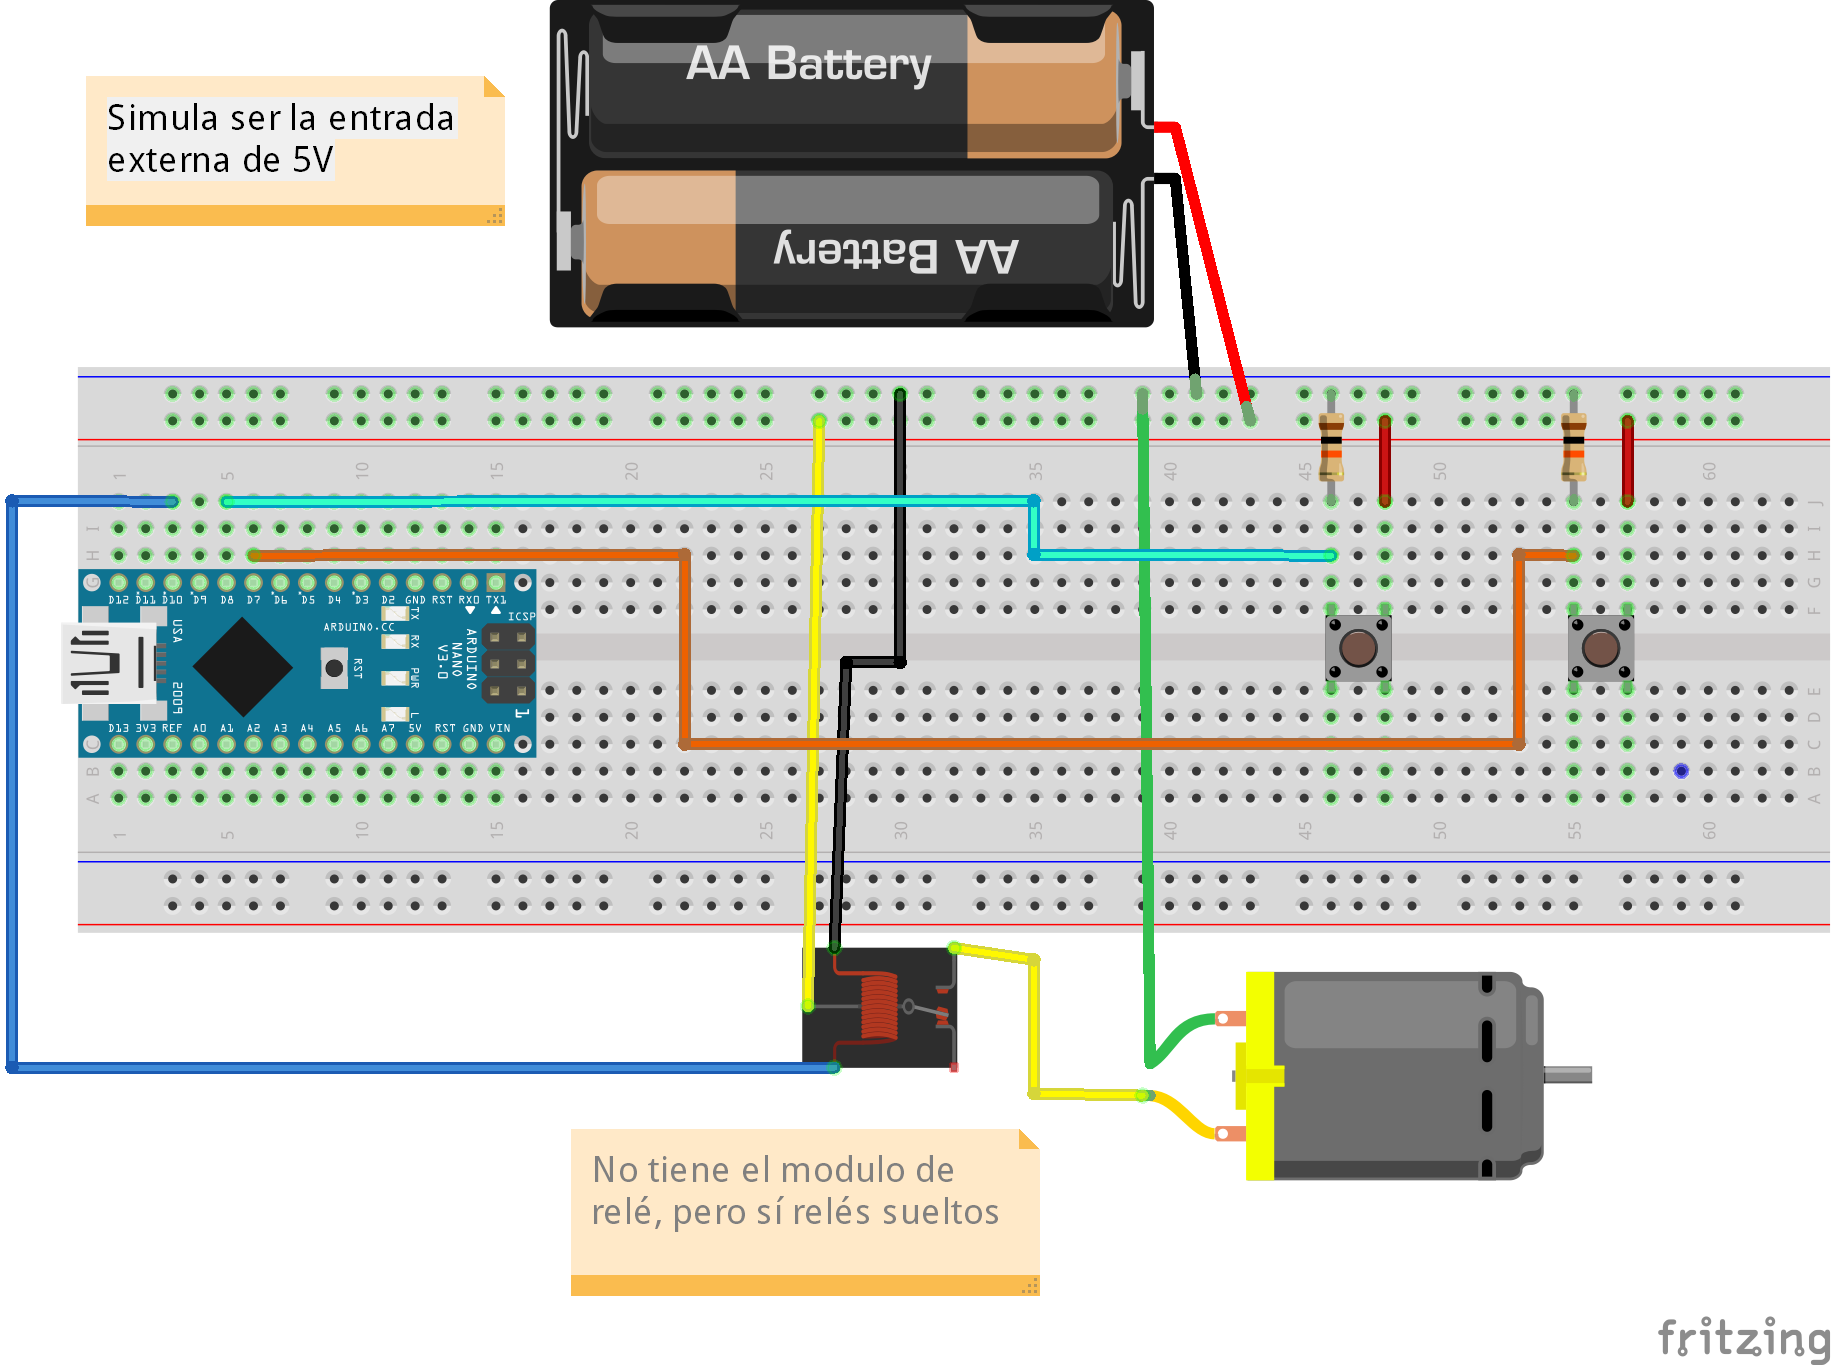 AA Battery
AA Battery
Simula ser la entrada
externa de 5V
1 5 10 15 20 25 30 35 40 45 50 55 60
J
I
H
G
F
D12 D11 D10 D9 D8 D7 D6 D5 D4 D3 D2 GND RST RX0 TX1
ICSP
ARDUINO.CC
USA
2009
RST
TX
RX
PWR
L
ARDUINO
NANO
V3.0
1
D13 3V3 REF A0 A1 A2 A3 A4 A5 A6 A7 5V RST GND VIN
E
D
C
B
A
1 5 10 15 20 25 30 35 40 45 50 55 60
No tiene el modulo de
relé, pero sí relés sueltos
fritzing